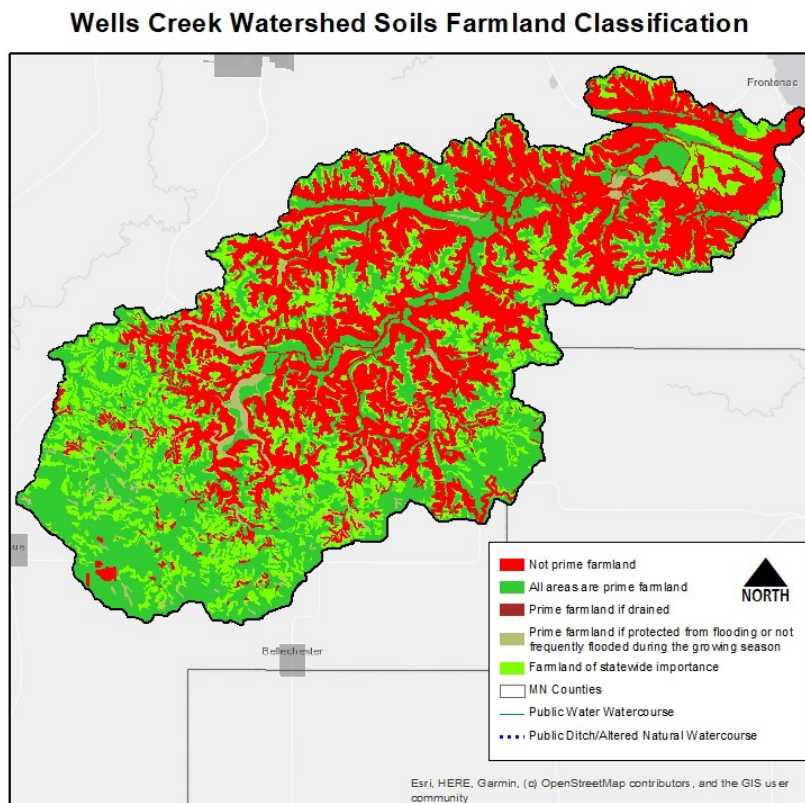 Wells Creek Watershed Soils Farmland Classification
Frontenac
ue
Bellechester
Not prime farmland
All areas are prime farmland
Prime farmland if drained
Prime farmland if protected from flooding or not
frequently flooded during the growing season
Farmland of statewide importance
MN Counties
Public Water Watercourse
Public Ditch/Altered Natural Watercourse
NORTH
Esri, HERE, Garmin, (c) OpenStreetMap contributors, and the GIS user
community